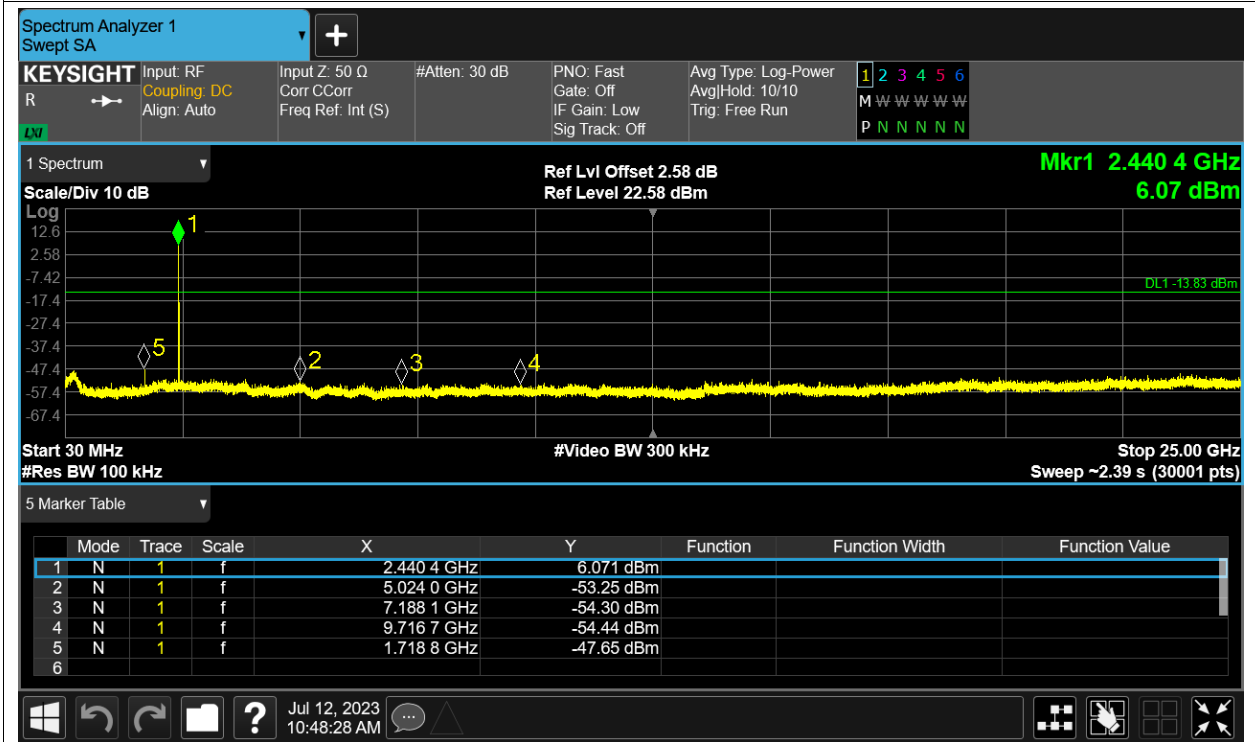 Spectrum Analyzer 1
Swept SA
+
KEYSIGHT
R
LXI
Input: RF
Coupling: DC
Align: Auto
Input Z: 50 Ω
Corr CCorr
Freq Ref: Int (S)
#Atten: 30 dB
PNO: Fast
Gate: Off
IF Gain: Low
Sig Track: Off
Avg Type: Log-Power
Avg|Hold: 10/10
Trig: Free Run
1 2 3 4 5 6
M W W W W W
P N N N N N
1 Spectrum
Scale/Div 10 dB
Ref Lvl Offset 2.58 dB
Ref Level 22.58 dBm
Mkr1 2.440 4 GHz
6.07 dBm
Log
12.6
2.58
-7.42
-17.4
-27.4
-37.4
-47.4
-57.4
-67.4
1
5
2
3
4
DL1 -13.83 dBm
Start 30 MHz
#Video BW 300 kHz
Stop 25.00 GHz
#Res BW 100 kHz
Sweep ~2.39 s (30001 pts)
5 Marker Table
Mode Trace Scale X Y Function Function Width Function Value
1 N 1 f 2.440 4 GHz 6.071 dBm
2 N 1 f 5.024 0 GHz -53.25 dBm
3 N 1 f 7.188 1 GHz -54.30 dBm
4 N 1 f 9.716 7 GHz -54.44 dBm
5 N 1 f 1.718 8 GHz -47.65 dBm
6
?
Jul 12, 2023
10:48:28 AM